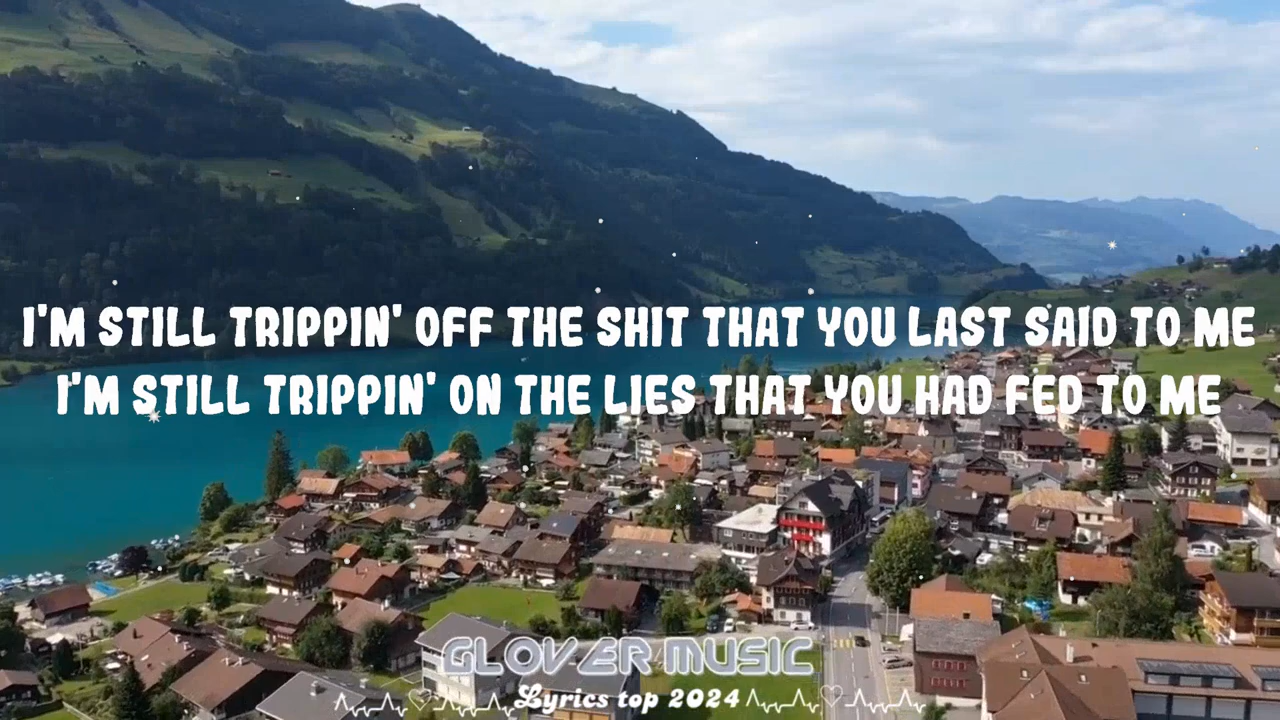 I'M STILL TRIPPIN' OFF THE SHIT THAT YOU LAST SAID TO ME
I'M STILL TRIPPIN' ON THE LIES THAT YOU HAD FED TO ME
GLOVER MUSIC
Lyrics top 2024